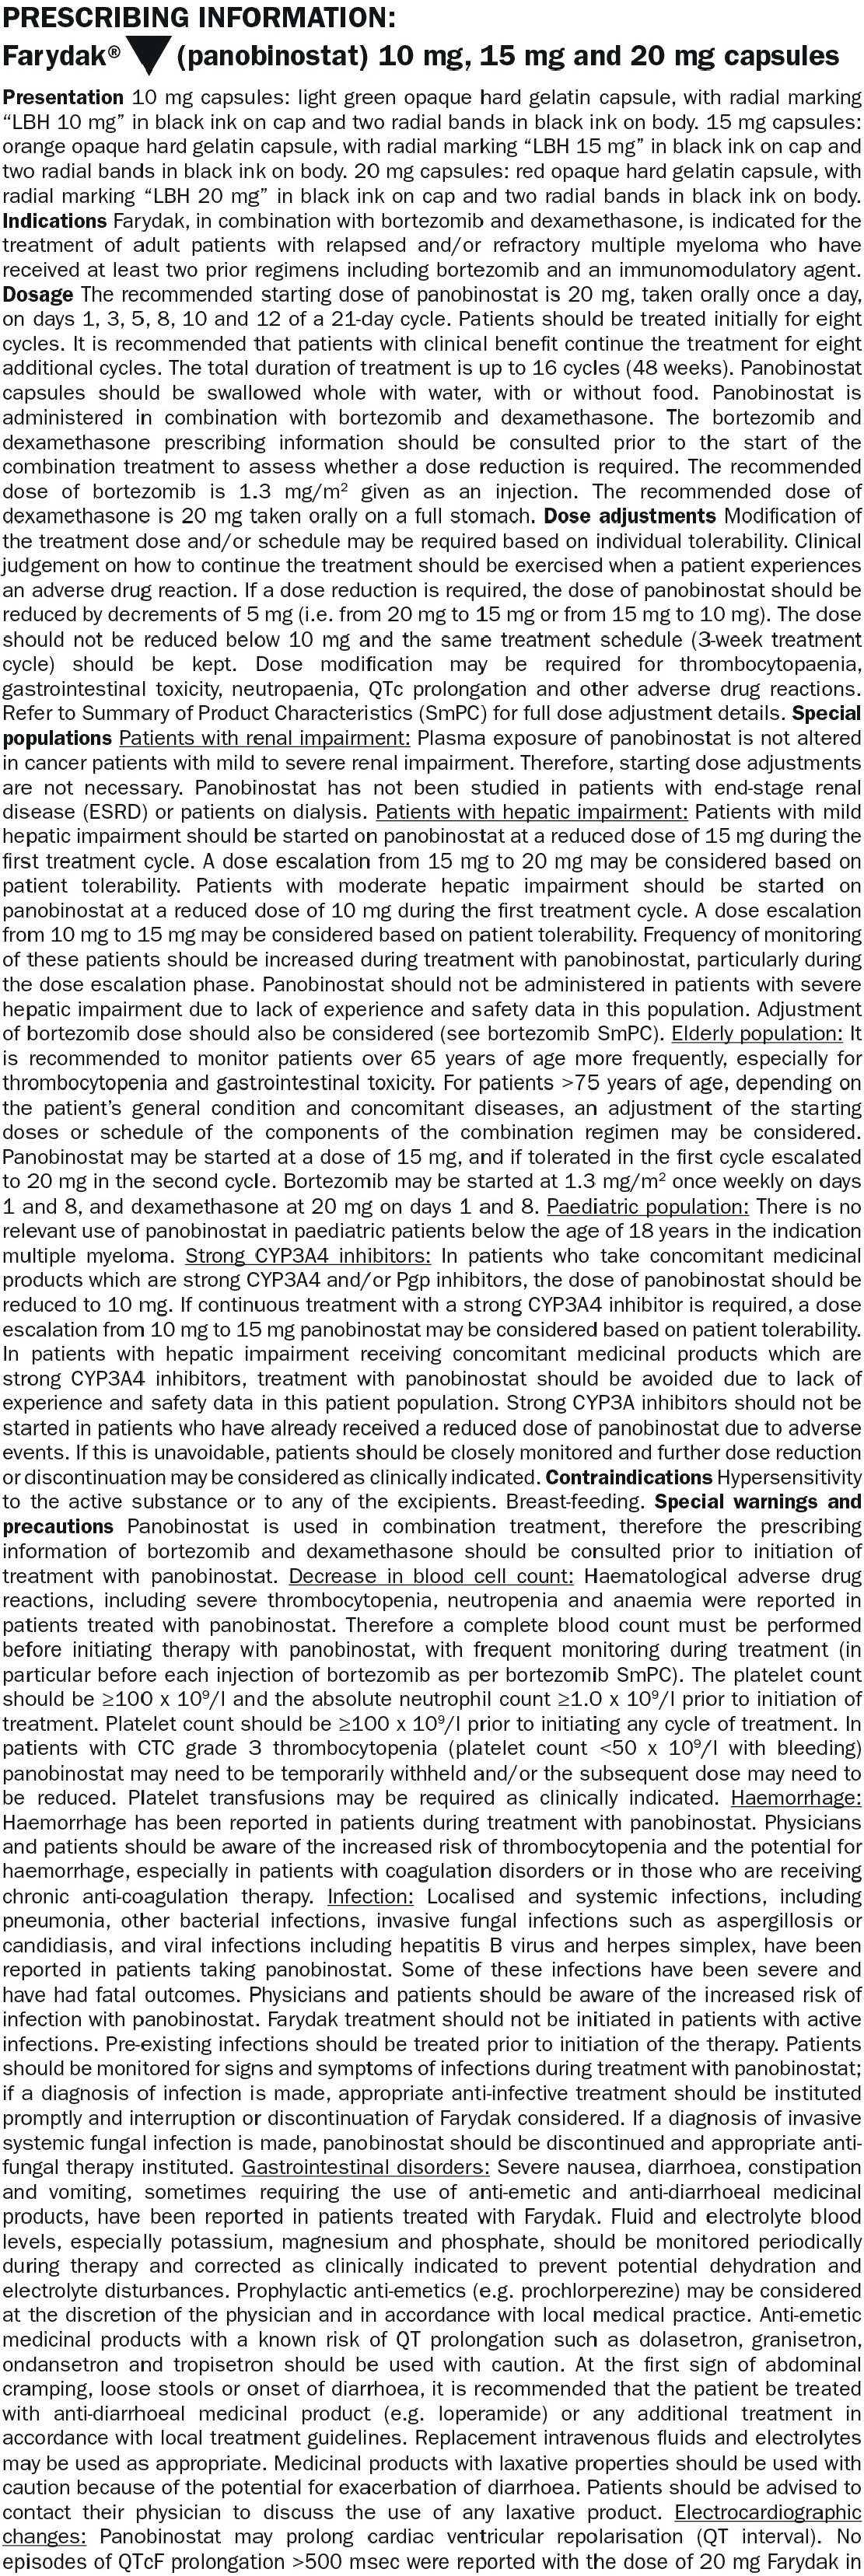 PRESCRIBING INFORMATION:
Farydak® ▼ (panobinostat) 10 mg, 15 mg and 20 mg capsules
Presentation 10 mg capsules: light green opaque hard gelatin capsule, with radial marking
“LBH 10 mg” in black ink on cap and two radial bands in black ink on body. 15 mg capsules:
orange opaque hard gelatin capsule, with radial marking “LBH 15 mg” in black ink on cap and
two radial bands in black ink on body. 20 mg capsules: red opaque hard gelatin capsule, with
radial marking “LBH 20 mg” in black ink on cap and two radial bands in black ink on body.
Indications Farydak, in combination with bortezomib and dexamethasone, is indicated for the
treatment of adult patients with relapsed and/or refractory multiple myeloma who have
received at least two prior regimens including bortezomib and an immunomodulatory agent.
Dosage The recommended starting dose of panobinostat is 20 mg, taken orally once a day,
on days 1, 3, 5, 8, 10 and 12 of a 21-day cycle. Patients should be treated initially for eight
cycles. It is recommended that patients with clinical benefit continue the treatment for eight
additional cycles. The total duration of treatment is up to 16 cycles (48 weeks). Panobinostat
capsules should be swallowed whole with water, with or without food. Panobinostat is
administered in combination with bortezomib and dexamethasone. The bortezomib and
dexamethasone prescribing information should be consulted prior to the start of the
combination treatment to assess whether a dose reduction is required. The recommended
dose of bortezomib is 1.3 mg/m² given as an injection. The recommended dose of
dexamethasone is 20 mg taken orally on a full stomach. Dose adjustments Modification of
the treatment dose and/or schedule may be required based on individual tolerability. Clinical
judgement on how to continue the treatment should be exercised when a patient experiences
an adverse drug reaction. If a dose reduction is required, the dose of panobinostat should be
reduced by decrements of 5 mg (i.e. from 20 mg to 15 mg or from 15 mg to 10 mg). The dose
should not be reduced below 10 mg and the same treatment schedule (3-week treatment
cycle) should be kept. Dose modification may be required for thrombocytopaenia,
gastrointestinal toxicity, neutropaenia, QTc prolongation and other adverse drug reactions.
Refer to Summary of Product Characteristics (SmPC) for full dose adjustment details. Special
populations Patients with renal impairment: Plasma exposure of panobinostat is not altered
in cancer patients with mild to severe renal impairment. Therefore, starting dose adjustments
are not necessary. Panobinostat has not been studied in patients with end-stage renal
disease (ESRD) or patients on dialysis. Patients with hepatic impairment: Patients with mild
hepatic impairment should be started on panobinostat at a reduced dose of 15 mg during the
first treatment cycle. A dose escalation from 15 mg to 20 mg may be considered based on
patient tolerability. Patients with moderate hepatic impairment should be started on
panobinostat at a reduced dose of 10 mg during the first treatment cycle. A dose escalation
from 10 mg to 15 mg may be considered based on patient tolerability. Frequency of monitoring
of these patients should be increased during treatment with panobinostat, particularly during
the dose escalation phase. Panobinostat should not be administered in patients with severe
hepatic impairment due to lack of experience and safety data in this population. Adjustment
of bortezomib dose should also be considered (see bortezomib SmPC). Elderly population: It
is recommended to monitor patients over 65 years of age more frequently, especially for
thrombocytopenia and gastrointestinal toxicity. For patients >75 years of age, depending on
the patient’s general condition and concomitant diseases, an adjustment of the starting
doses or schedule of the components of the combination regimen may be considered.
Panobinostat may be started at a dose of 15 mg, and if tolerated in the first cycle escalated
to 20 mg in the second cycle. Bortezomib may be started at 1.3 mg/m² once weekly on days
1 and 8, and dexamethasone at 20 mg on days 1 and 8. Paediatric population: There is no
relevant use of panobinostat in paediatric patients below the age of 18 years in the indication
multiple myeloma. Strong CYP3A4 inhibitors: In patients who take concomitant medicinal
products which are strong CYP3A4 and/or Pgp inhibitors, the dose of panobinostat should be
reduced to 10 mg. If continuous treatment with a strong CYP3A4 inhibitor is required, a dose
escalation from 10 mg to 15 mg panobinostat may be considered based on patient tolerability.
In patients with hepatic impairment receiving concomitant medicinal products which are
strong CYP3A4 inhibitors, treatment with panobinostat should be avoided due to lack of
experience and safety data in this patient population. Strong CYP3A inhibitors should not be
started in patients who have already received a reduced dose of panobinostat due to adverse
events. If this is unavoidable, patients should be closely monitored and further dose reduction
or discontinuation may be considered as clinically indicated. Contraindications Hypersensitivity
to the active substance or to any of the excipients. Breast-feeding. Special warnings and
precautions Panobinostat is used in combination treatment, therefore the prescribing
information of bortezomib and dexamethasone should be consulted prior to initiation of
treatment with panobinostat. Decrease in blood cell count: Haematological adverse drug
reactions, including severe thrombocytopenia, neutropenia and anaemia were reported in
patients treated with panobinostat. Therefore a complete blood count must be performed
before initiating therapy with panobinostat, with frequent monitoring during treatment (in
particular before each injection of bortezomib as per bortezomib SmPC). The platelet count
should be ≥100 x 10⁹/l and the absolute neutrophil count ≥1.0 x 10⁹/l prior to initiation of
treatment. Platelet count should be ≥100 x 10⁹/l prior to initiating any cycle of treatment. In
patients with CTC grade 3 thrombocytopenia (platelet count <50 x 10⁹/l with bleeding)
panobinostat may need to be temporarily withheld and/or the subsequent dose may need to
be reduced. Platelet transfusions may be required as clinically indicated. Haemorrhage:
Haemorrhage has been reported in patients during treatment with panobinostat. Physicians
and patients should be aware of the increased risk of thrombocytopenia and the potential for
haemorrhage, especially in patients with coagulation disorders or in those who are receiving
chronic anti-coagulation therapy. Infection: Localised and systemic infections, including
pneumonia, other bacterial infections, invasive fungal infections such as aspergillosis or
candidiasis, and viral infections including hepatitis B virus and herpes simplex, have been
reported in patients taking panobinostat. Some of these infections have been severe and
have had fatal outcomes. Physicians and patients should be aware of the increased risk of
infection with panobinostat. Farydak treatment should not be initiated in patients with active
infections. Pre-existing infections should be treated prior to initiation of the therapy. Patients
should be monitored for signs and symptoms of infections during treatment with panobinostat;
if a diagnosis of infection is made, appropriate anti-infective treatment should be instituted
promptly and interruption or discontinuation of Farydak considered. If a diagnosis of invasive
systemic fungal infection is made, panobinostat should be discontinued and appropriate anti-
fungal therapy instituted. Gastrointestinal disorders: Severe nausea, diarrhoea, constipation
and vomiting, sometimes requiring the use of anti-emetic and anti-diarrhoeal medicinal
products, have been reported in patients treated with Farydak. Fluid and electrolyte blood
levels, especially potassium, magnesium and phosphate, should be monitored periodically
during therapy and corrected as clinically indicated to prevent potential dehydration and
electrolyte disturbances. Prophylactic anti-emetics (e.g. prochlorperezine) may be considered
at the discretion of the physician and in accordance with local medical practice. Anti-emetic
medicinal products with a known risk of QT prolongation such as dolasetron, granisetron,
ondansetron and tropisetron should be used with caution. At the first sign of abdominal
cramping, loose stools or onset of diarrhoea, it is recommended that the patient be treated
with anti-diarrhoeal medicinal product (e.g. loperamide) or any additional treatment in
accordance with local treatment guidelines. Replacement intravenous fluids and electrolytes
may be used as appropriate. Medicinal products with laxative properties should be used with
caution because of the potential for exacerbation of diarrhoea. Patients should be advised to
contact their physician to discuss the use of any laxative product. Electrocardiographic
changes: Panobinostat may prolong cardiac ventricular repolarisation (QT interval). No
episodes of QTcF prolongation >500 msec were reported with the dose of 20 mg Farydak in